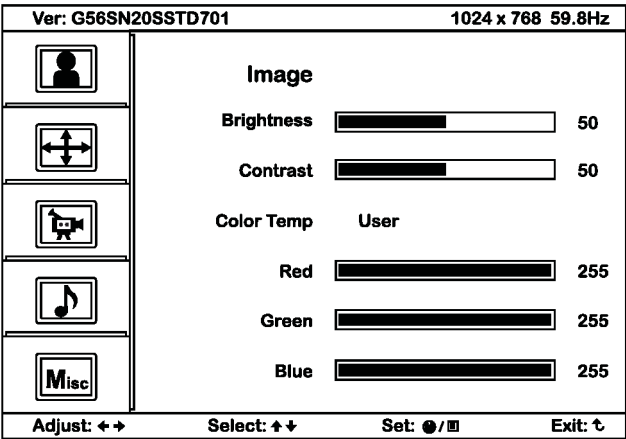 Ver: G56SN20SSTD701 1024 x 768 59.8Hz
Image
Brightness 50
Contrast 50
Color Temp User
Red 255
Green 255
Blue 255
Misc
Adjust: ←→ Select: ↑↓ Set: / Exit: